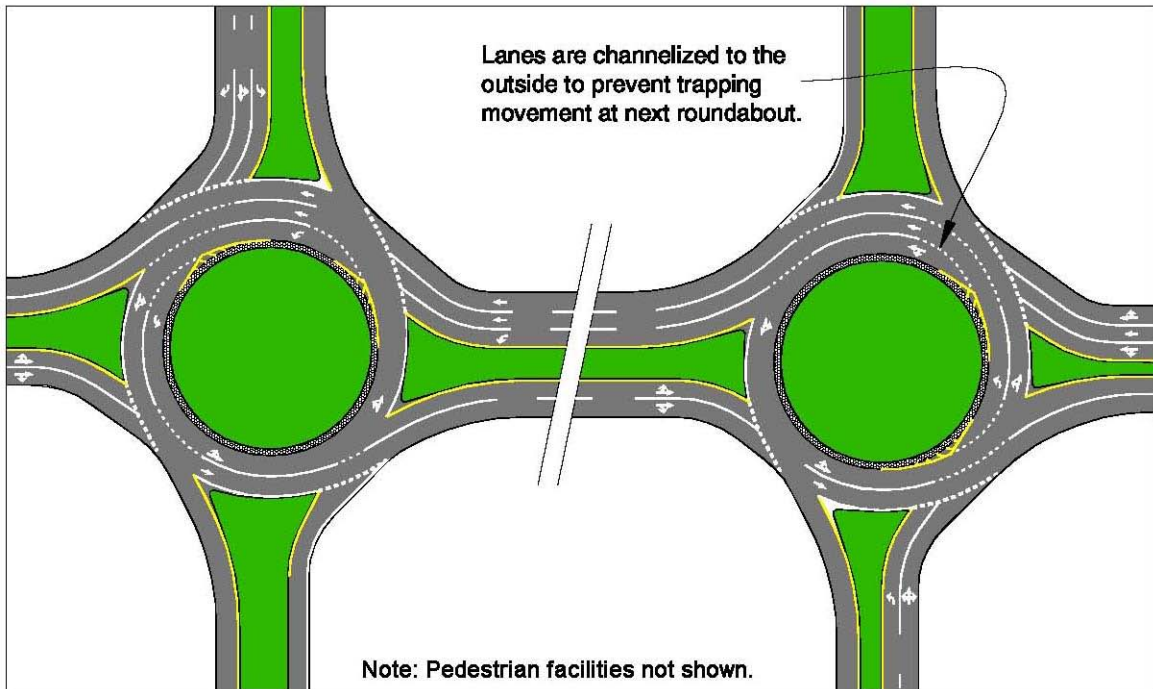 Lanes are channelized to the
outside to prevent trapping
movement at next roundabout.
Note: Pedestrian facilities not shown.